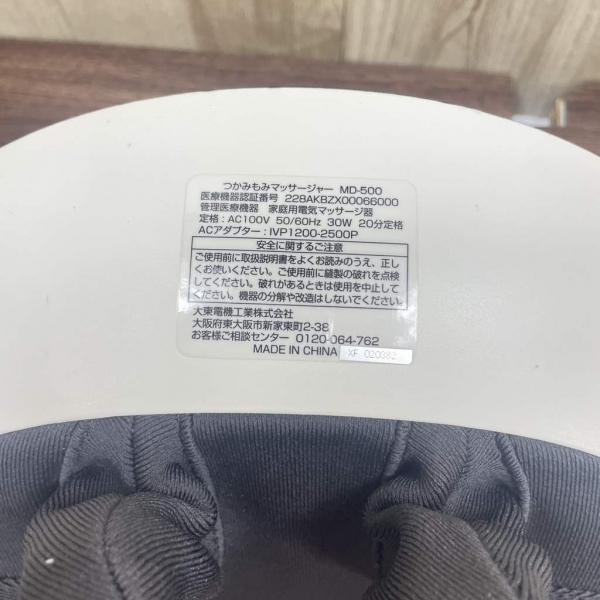 つかみもみマッサージャー MD-500
医療機器認証番号 228AKBZX00066000
管理医療機器 家庭用電気マッサージ器
定格：AC100V 50/60Hz 30W 20分定格
ACアダプター：IVP1200-2500P
安全に関するご注意
ご使用前に取扱説明書をよくお読みのうえ、正し
くお使いください。ご使用前に縫製の破れを点検
してください。破れがあるときは使用を中止して
ください。機器の分解や改造はしないでください。
大東電機工業株式会社
大阪府東大阪市新家東町2-38
お客様ご相談センター 0120-064-762
MADE IN CHINA XF 020382